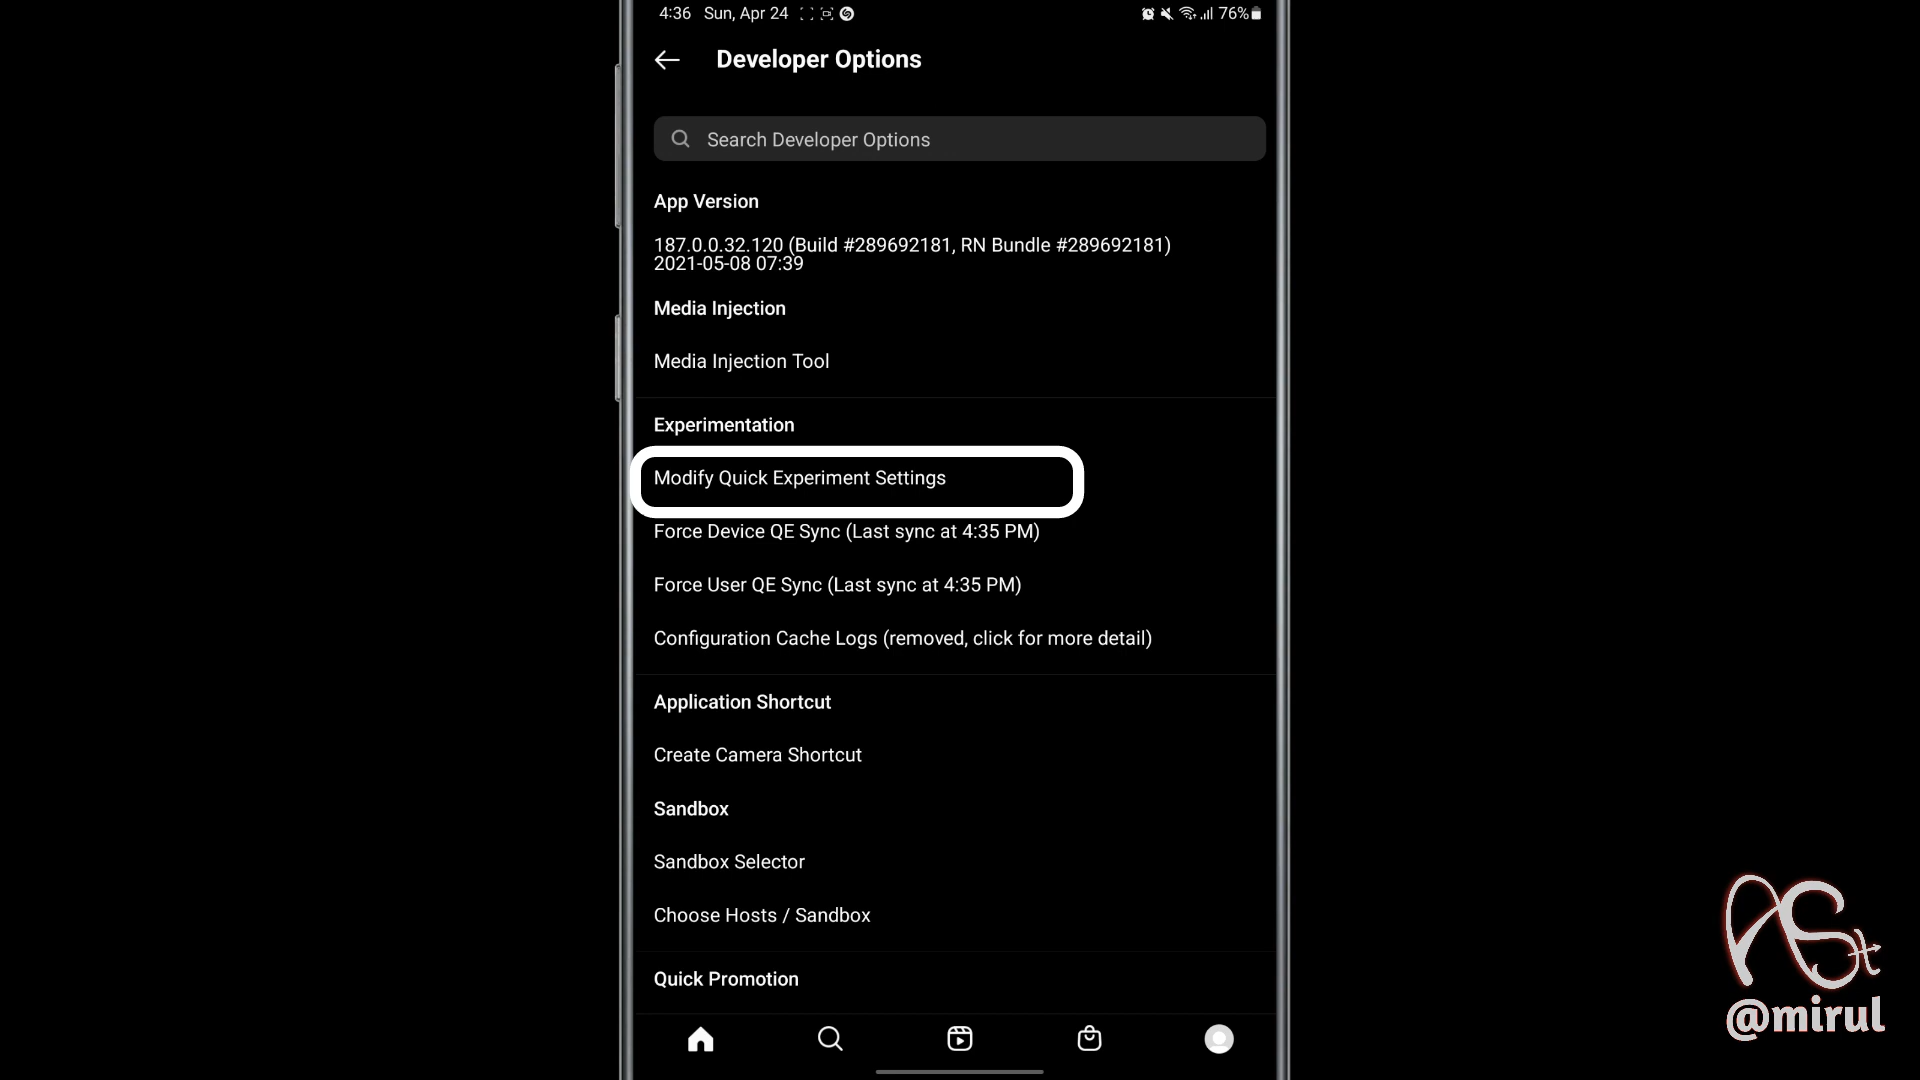 4:36 Sun, Apr 24
76%
Developer Options
Search Developer Options
App Version
187.0.0.32.120 (Build #289692181, RN Bundle #289692181)
2021-05-08 07:39
Media Injection
Media Injection Tool
Experimentation
Modify Quick Experiment Settings
Force Device QE Sync (Last sync at 4:35 PM)
Force User QE Sync (Last sync at 4:35 PM)
Configuration Cache Logs (removed, click for more detail)
Application Shortcut
Create Camera Shortcut
Sandbox
Sandbox Selector
Choose Hosts / Sandbox
Quick Promotion
@mirul